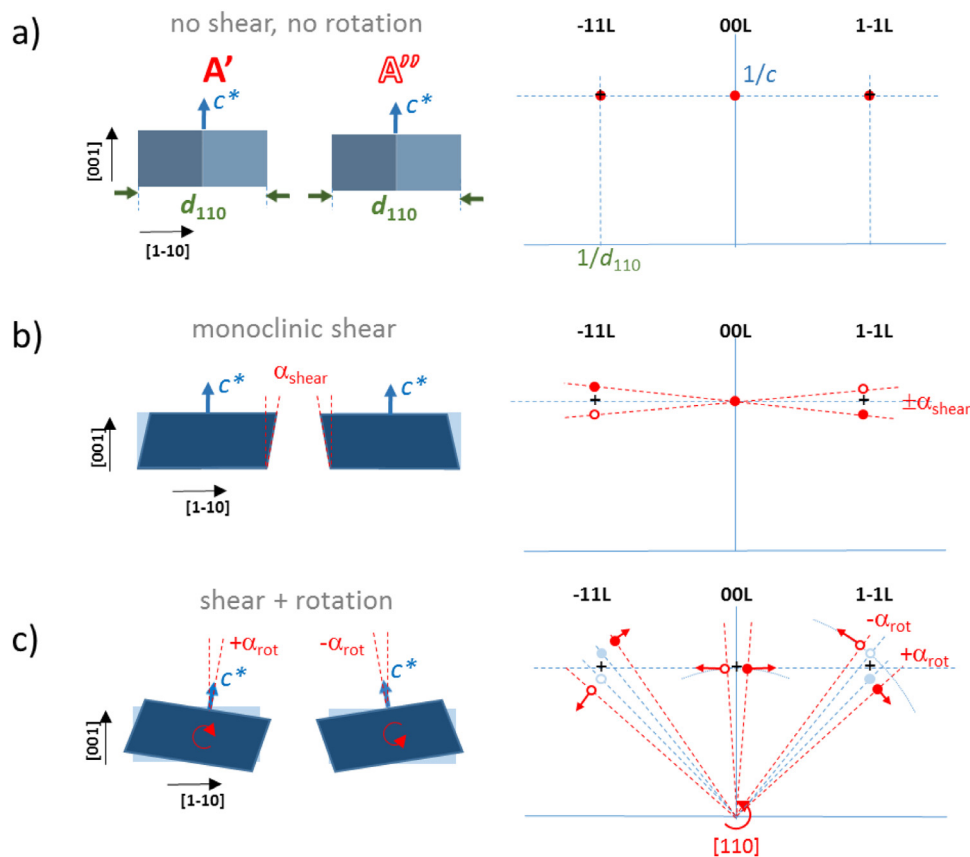 a)
no shear, no rotation
A’
A’’
c*
c*
[001]
d110
d110
[1-10]
-11L
00L
1-1L
1/c
1/d110
b)
monoclinic shear
c*
αshear
c*
[001]
[1-10]
-11L
00L
1-1L
±αshear
c)
shear + rotation
+αrot
-αrot
c*
c*
[001]
[1-10]
-11L
00L
1-1L
-αrot
+αrot
[110]